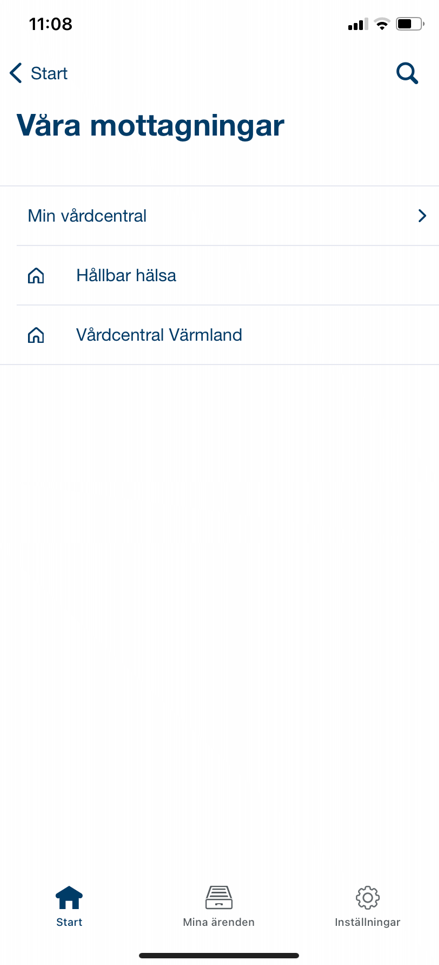 11:08
Start
Våra mottagningar
Min vårdcentral
Hållbar hälsa
Vårdcentral Värmland
Start
Mina ärenden
Inställningar